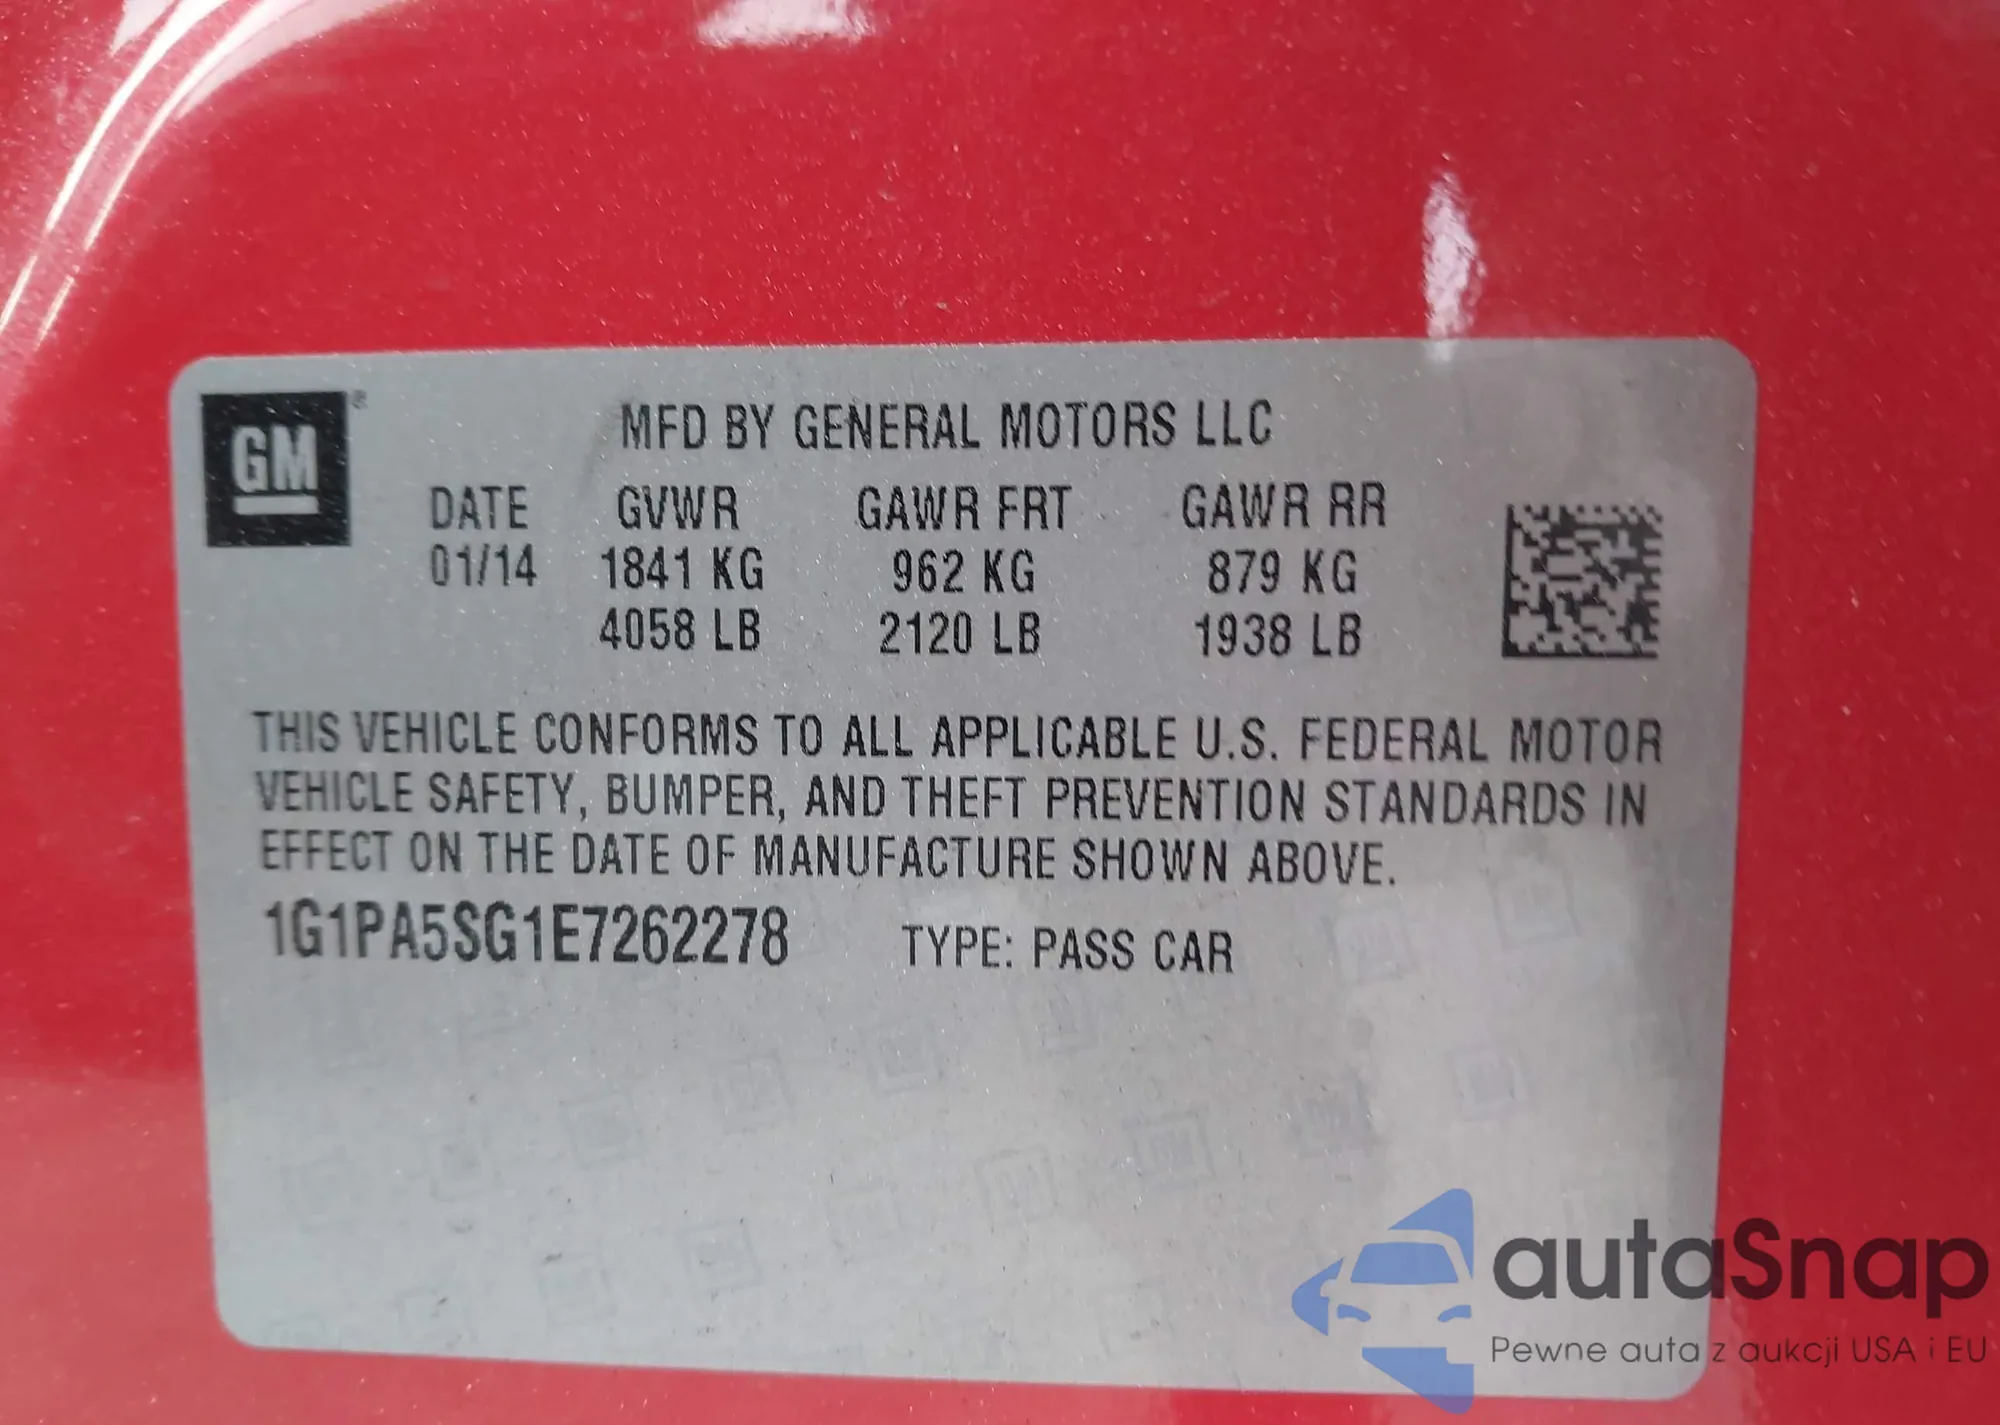 GM
MFD BY GENERAL MOTORS LLC
DATE GVWR GAWR FRT GAWR RR
01/14 1841 KG 962 KG 879 KG
4058 LB 2120 LB 1938 LB
THIS VEHICLE CONFORMS TO ALL APPLICABLE U.S. FEDERAL MOTOR
VEHICLE SAFETY, BUMPER, AND THEFT PREVENTION STANDARDS IN
EFFECT ON THE DATE OF MANUFACTURE SHOWN ABOVE.
1G1PA5SG1E7262278 TYPE: PASS CAR
autaSnap
Pewne auta z aukcji USA i EU